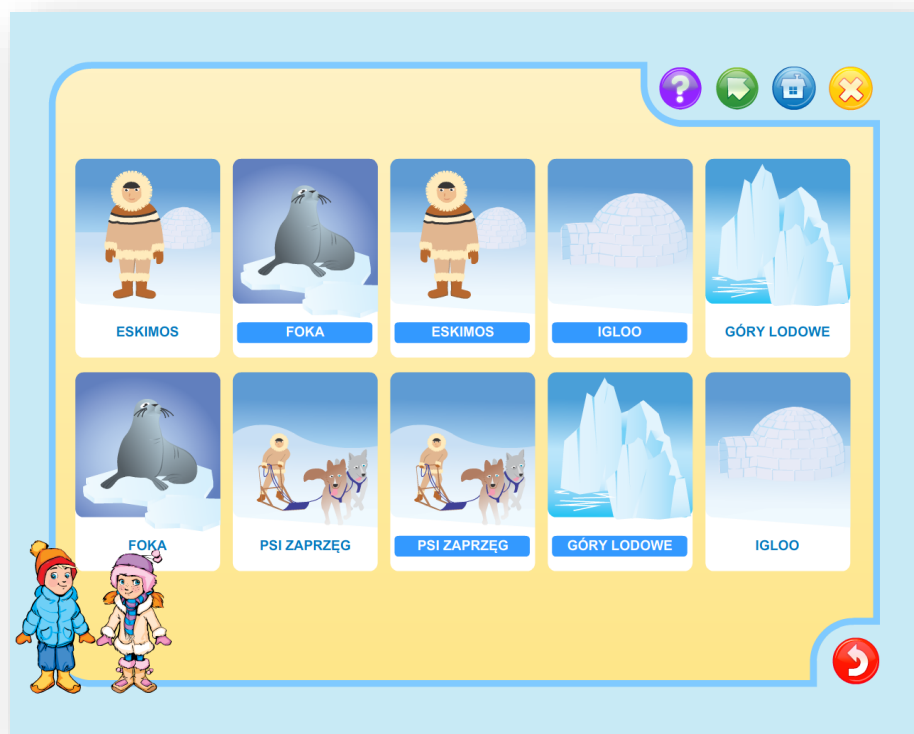 ESKIMOS
FOKA
ESKIMOS
IGLOO
GÓRY LODOWE
FOKA
PSI ZAPRZĘG
PSI ZAPRZĘG
GÓRY LODOWE
IGLOO